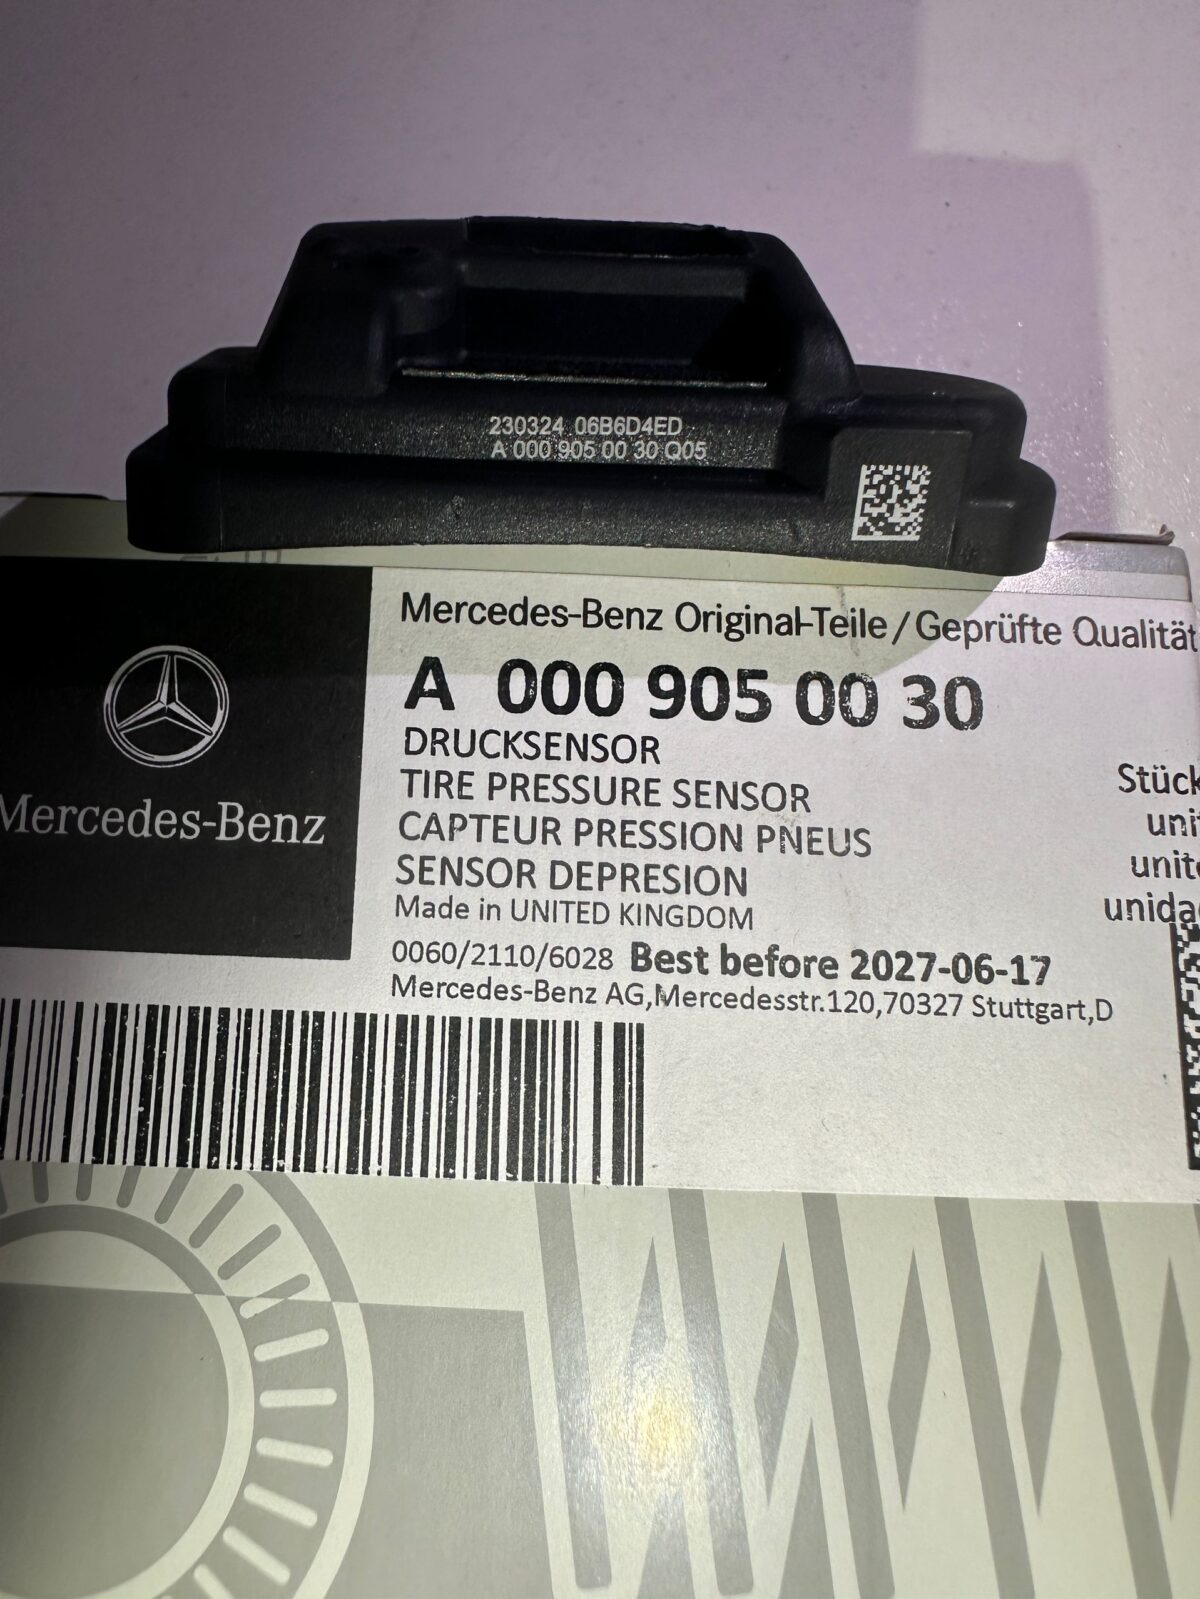 230324 06B6D4ED
A 000 905 00 30 Q05
Mercedes-Benz Original-Teile/Geprüfte Qualität
A 000 905 00 30
DRUCKSENSOR
TIRE PRESSURE SENSOR
CAPTEUR PRESSION PNEUS
SENSOR DEPRESION
Made in UNITED KINGDOM
0060/2110/6028 Best before 2027-06-17
Mercedes-Benz AG,Mercedesstr.120,70327 Stuttgart,D
Mercedes-Benz
Stück